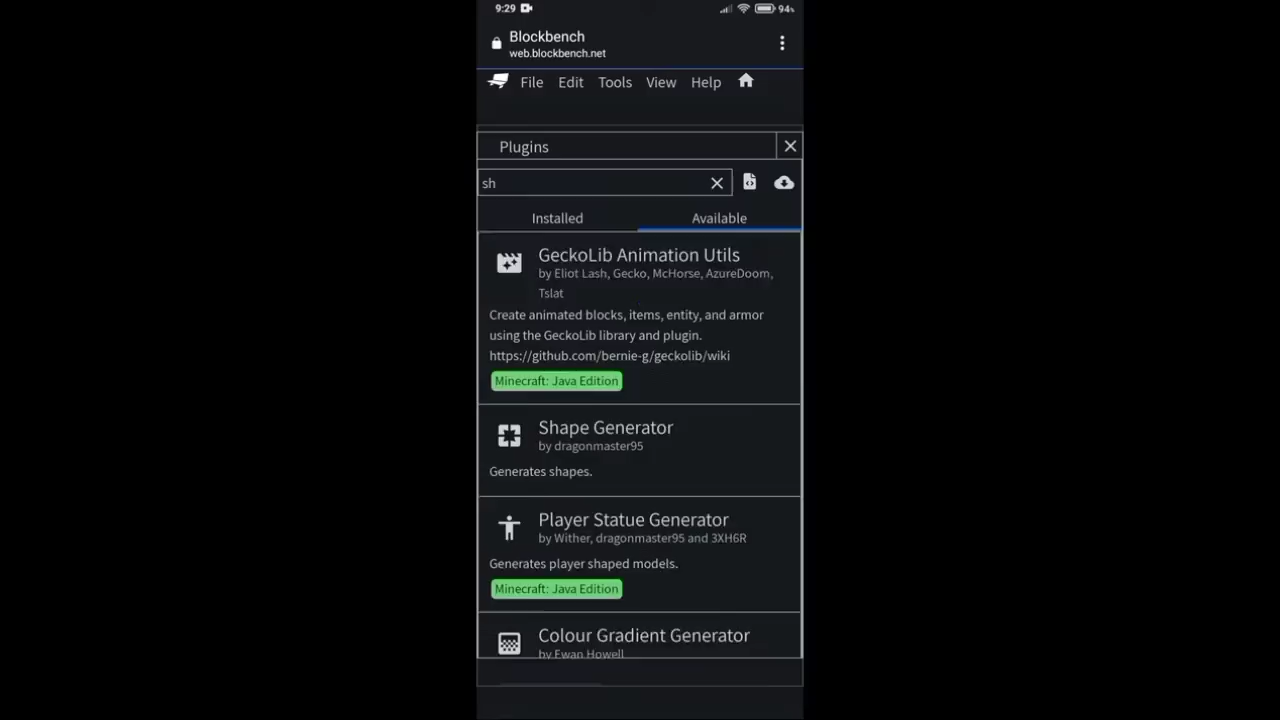 9:29
94%
Blockbench
web.blockbench.net
File Edit Tools View Help
Plugins
sh
Installed Available
GeckoLib Animation Utils
by Eliot Lash, Gecko, McHorse, AzureDoom,
Tslat
Create animated blocks, items, entity, and armor
using the GeckoLib library and plugin.
https://github.com/bernie-g/geckolib/wiki
Minecraft: Java Edition
Shape Generator
by dragonmaster95
Generates shapes.
Player Statue Generator
by Wither, dragonmaster95 and 3XH6R
Generates player shaped models.
Minecraft: Java Edition
Colour Gradient Generator
by Ewan Howell